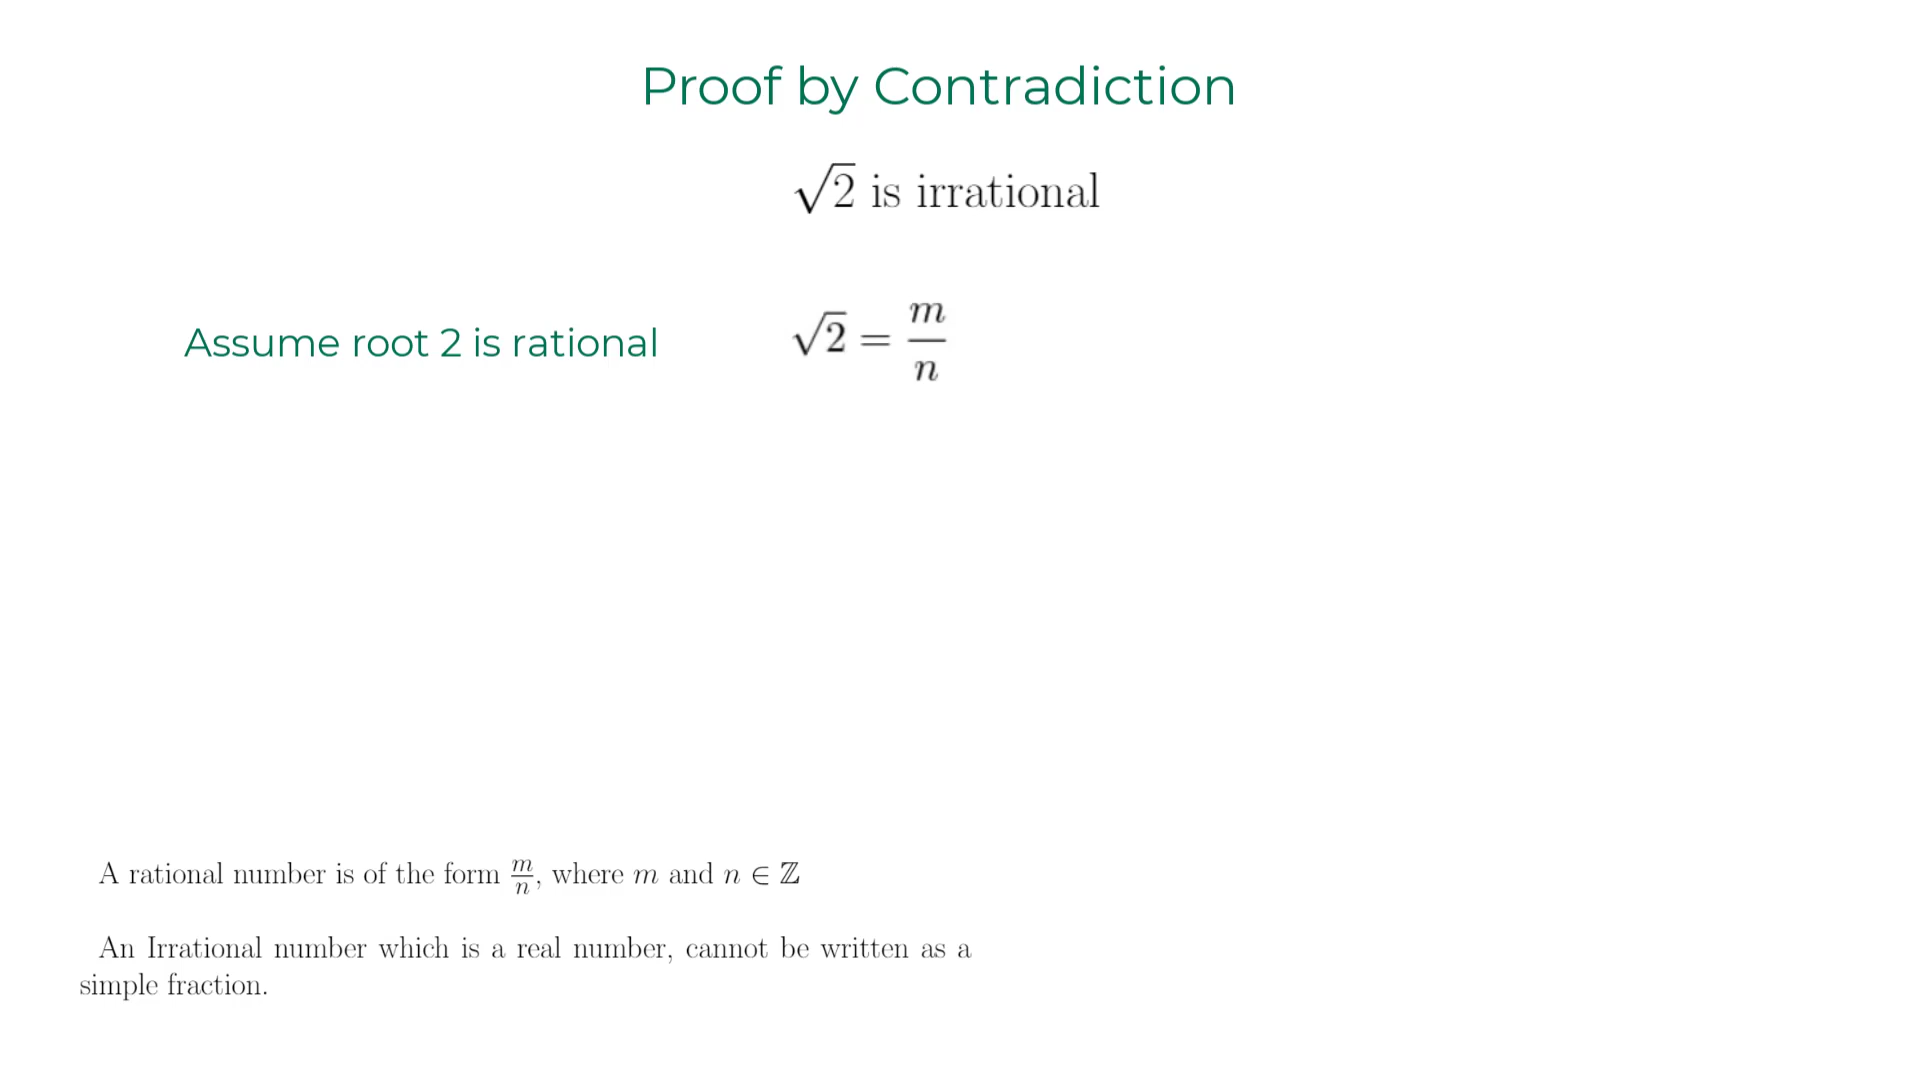 Proof by Contradiction
√2 is irrational
Assume root 2 is rational √2 = m/n
A rational number is of the form m/n, where m and n ∈ ℤ
An Irrational number which is a real number, cannot be written as a
simple fraction.